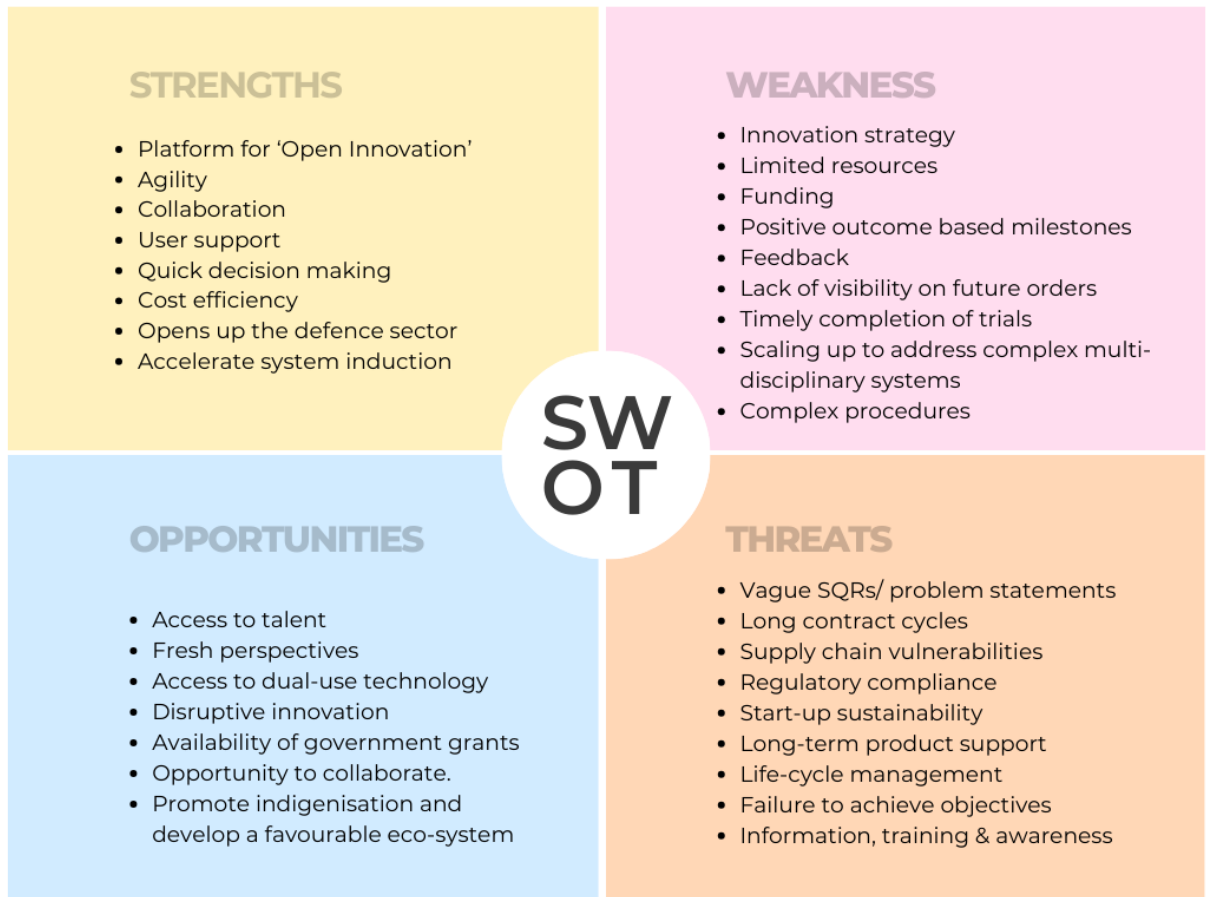 STRENGTHS
• Platform for ‘Open Innovation’
• Agility
• Collaboration
• User support
• Quick decision making
• Cost efficiency
• Opens up the defence sector
• Accelerate system induction
WEAKNESS
• Innovation strategy
• Limited resources
• Funding
• Positive outcome based milestones
• Feedback
• Lack of visibility on future orders
• Timely completion of trials
• Scaling up to address complex multi-
disciplinary systems
• Complex procedures
SW
OT
OPPORTUNITIES
• Access to talent
• Fresh perspectives
• Access to dual-use technology
• Disruptive innovation
• Availability of government grants
• Opportunity to collaborate.
• Promote indigenisation and
develop a favourable eco-system
THREATS
• Vague SQRs/ problem statements
• Long contract cycles
• Supply chain vulnerabilities
• Regulatory compliance
• Start-up sustainability
• Long-term product support
• Life-cycle management
• Failure to achieve objectives
• Information, training & awareness